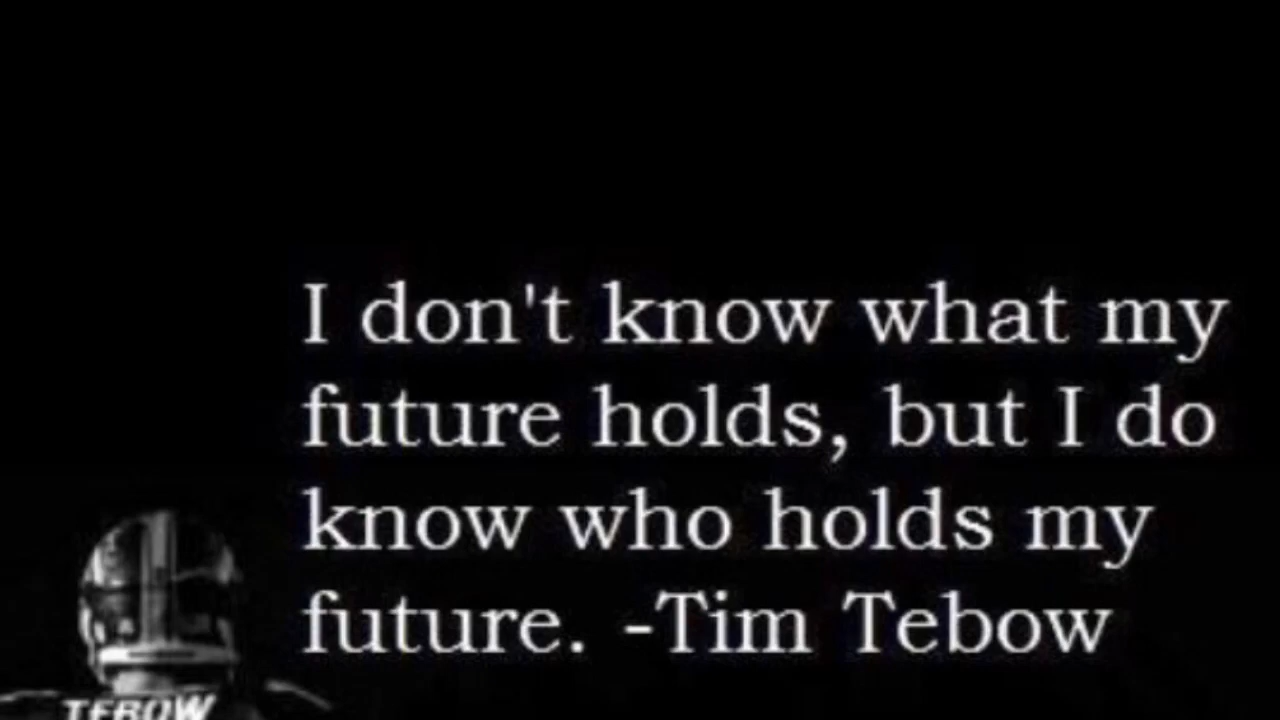 I don't know what my
future holds, but I do
know who holds my
future. -Tim Tebow
TEBOW